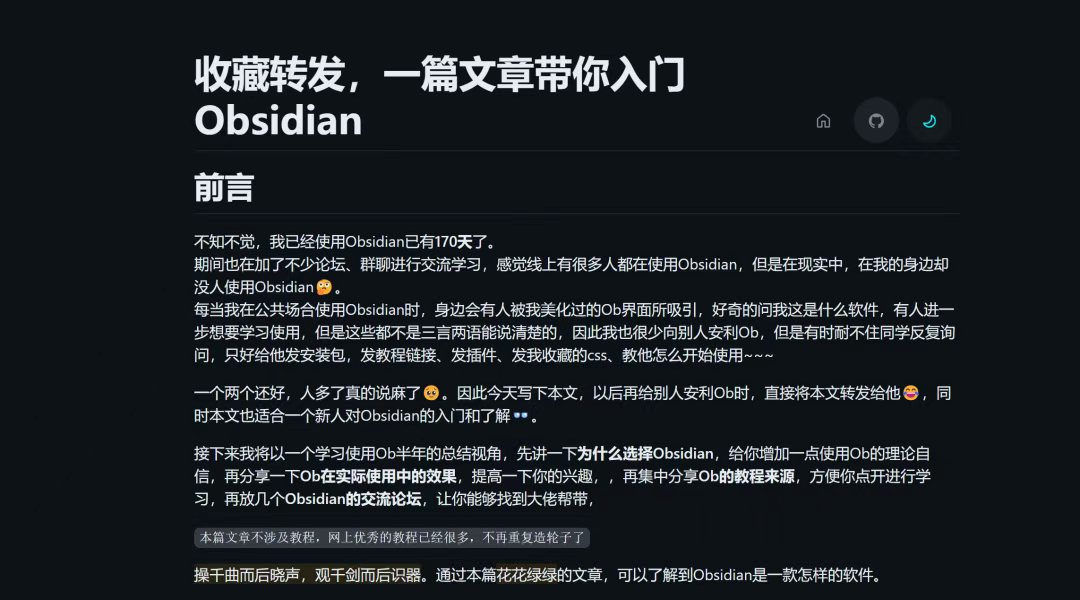 收藏转发，一篇文章带你入门
Obsidian
前言
不知不觉，我已经使用Obsidian已有170天了。
期间也在加了不少论坛、群聊进行交流学习，感觉线上有很多人都在使用Obsidian，但是在现实中，在我的身边却
没人使用Obsidian🤔。
每当我在公共场合使用Obsidian时，身边会有人被我美化过的Ob界面所吸引，好奇的问我这是什么软件，有人进一
步想要学习使用，但是这些都不是三言两语能说清楚的，因此我也很少向别人安利Ob，但是有时耐不住同学反复询
问，只好给他发安装包，发教程链接、发插件、发我收藏的css、教他怎么开始使用~~~
一个两个还好，人多了真的说麻了🥺。因此今天写下本文，以后再给别人安利Ob时，直接将本文转发给他😂，同
时本文也适合一个新人对Obsidian的入门和了解👓。
接下来我将以一个学习使用Ob半年的总结视角，先讲一下为什么选择Obsidian，给你增加一点使用Ob的理论自
信，再分享一下Ob在实际使用中的效果，提高一下你的兴趣，，再集中分享Ob的教程来源，方便你点开进行学
习，再放几个Obsidian的交流论坛，让你能够找到大佬帮带，
本篇文章不涉及教程，网上优秀的教程已经很多，不再重复造轮子了
操千曲而后晓声，观千剑而后识器。通过本篇花花绿绿的文章，可以了解到Obsidian是一款怎样的软件。